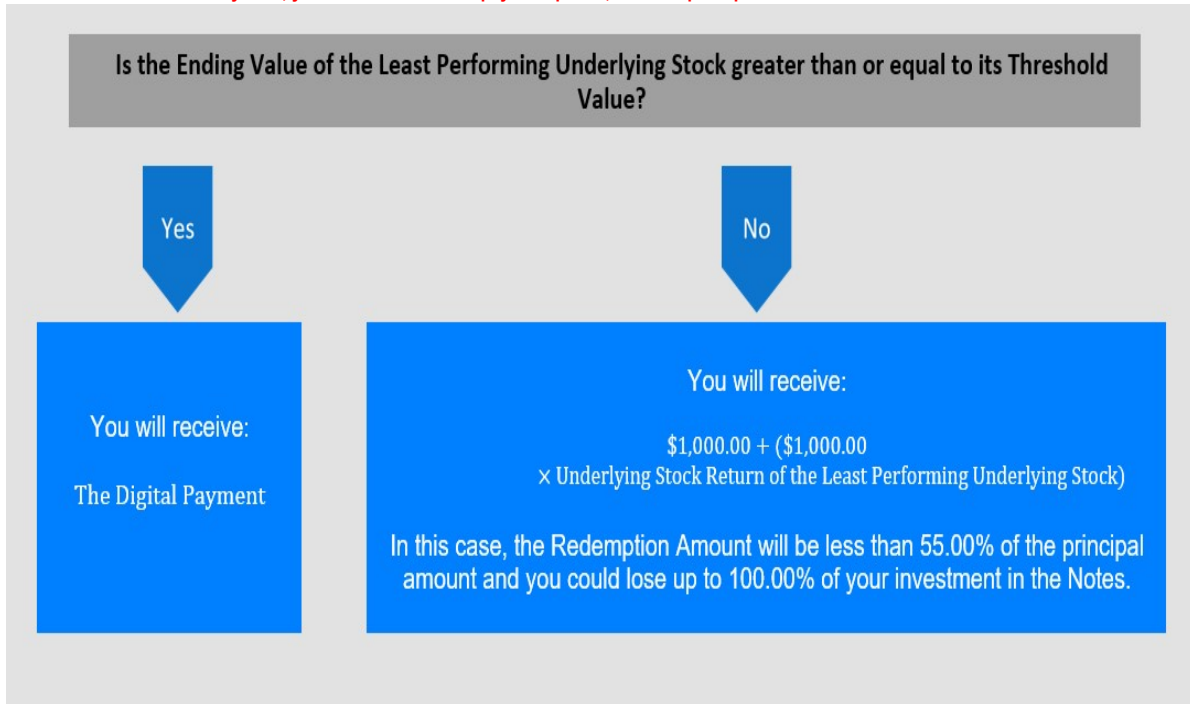 Is the Ending Value of the Least Performing Underlying Stock greater than or equal to its Threshold
Value?
Yes
No
You will receive:
The Digital Payment
You will receive:
$1,000.00 + ($1,000.00
× Underlying Stock Return of the Least Performing Underlying Stock)
In this case, the Redemption Amount will be less than 55.00% of the principal
amount and you could lose up to 100.00% of your investment in the Notes.